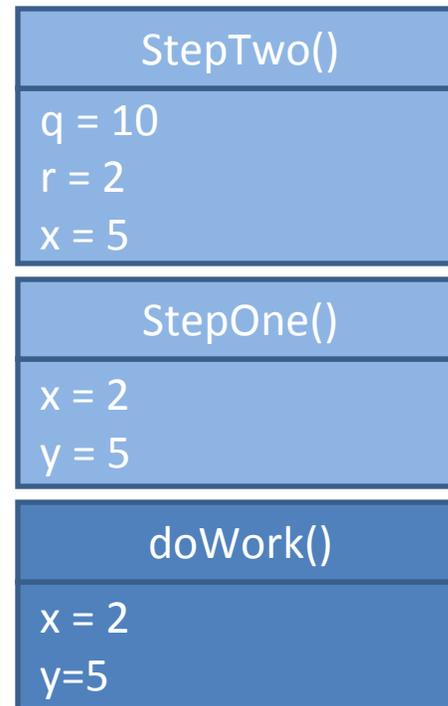 StepTwo()
q = 10
r = 2
x = 5
StepOne()
x = 2
y = 5
doWork()
x = 2
y=5